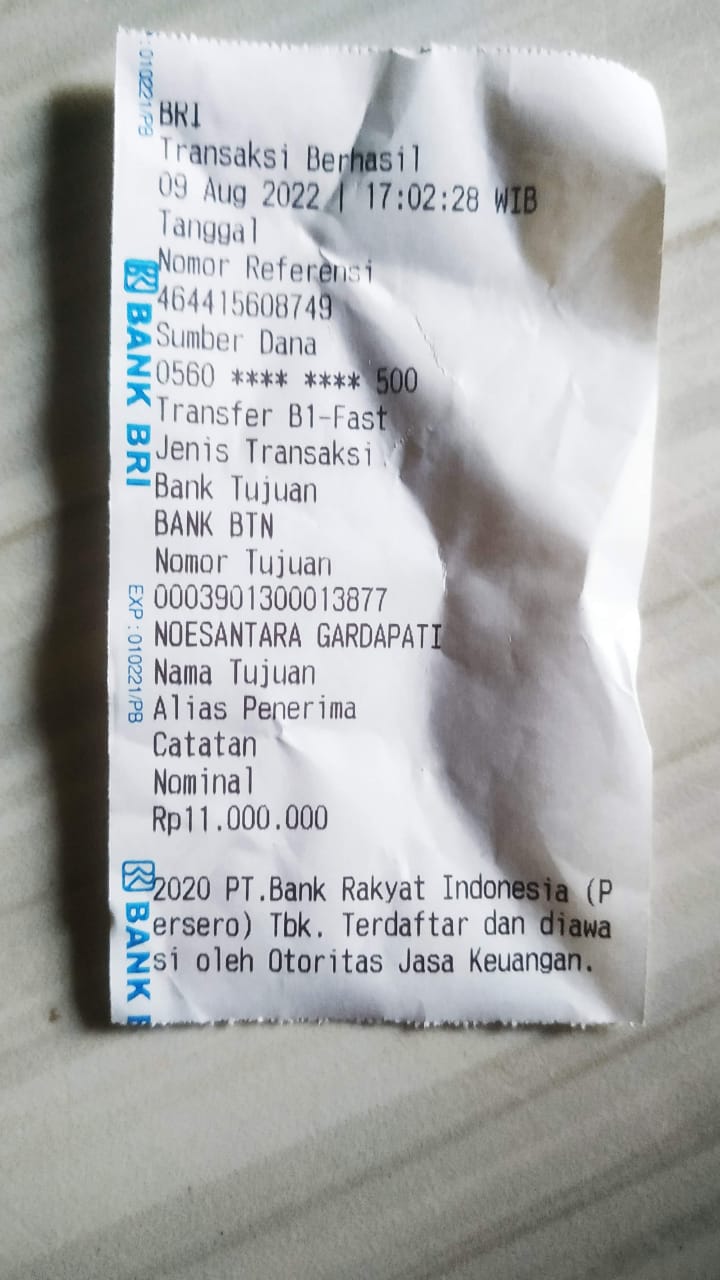 BRI
Transaksi Berhasil
09 Aug 2022 | 17:02:28 WIB
Tanggal
Nomor Referensi
464415608749
Sumber Dana
0560 **** **** 500
Transfer B1-Fast
Jenis Transaksi
Bank Tujuan
BANK BTN
Nomor Tujuan
0003901300013877
NOESANTARA GARDAPATI
Nama Tujuan
Alias Penerima
Catatan
Nominal
Rp11.000.000
2020 PT.Bank Rakyat Indonesia (P
ersero) Tbk. Terdaftar dan diawa
si oleh Otoritas Jasa Keuangan.
: 010221/PB
BANK BRI
EXP : 010221/PB
BANK